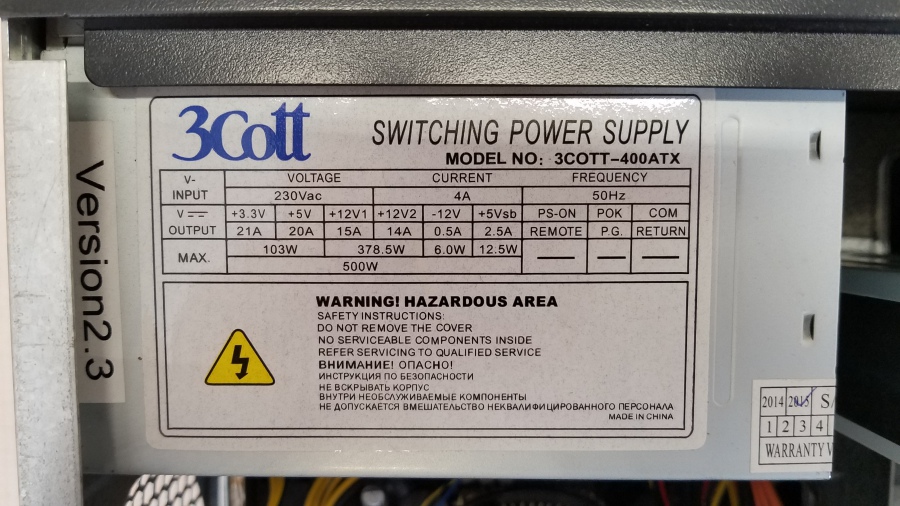 3Cott
SWITCHING POWER SUPPLY
MODEL NO: 3COTT-400ATX
V-INPUT VOLTAGE CURRENT FREQUENCY
230Vac 4A 50Hz
V OUTPUT +3.3V +5V +12V1 +12V2 -12V +5Vsb PS-ON POK COM
21A 20A 15A 14A 0.5A 2.5A REMOTE P.G. RETURN
MAX. 103W 378.5W 6.0W 12.5W
500W
WARNING! HAZARDOUS AREA
SAFETY INSTRUCTIONS:
DO NOT REMOVE THE COVER
NO SERVICEABLE COMPONENTS INSIDE
REFER SERVICING TO QUALIFIED SERVICE
ВНИМАНИЕ! ОПАСНО!
ИНСТРУКЦИЯ ПО БЕЗОПАСНОСТИ
НЕ ВСКРЫВАТЬ КОРПУС
ВНУТРИ НЕОБСЛУЖИВАЕМЫЕ КОМПОНЕНТЫ
НЕ ДОПУСКАЕТСЯ ВМЕШАТЕЛЬСТВО НЕКВАЛИФИЦИРОВАННОГО ПЕРСОНАЛА
MADE IN CHINA
Version2.3
2014 2015
1 2 3 4
WARRANTY